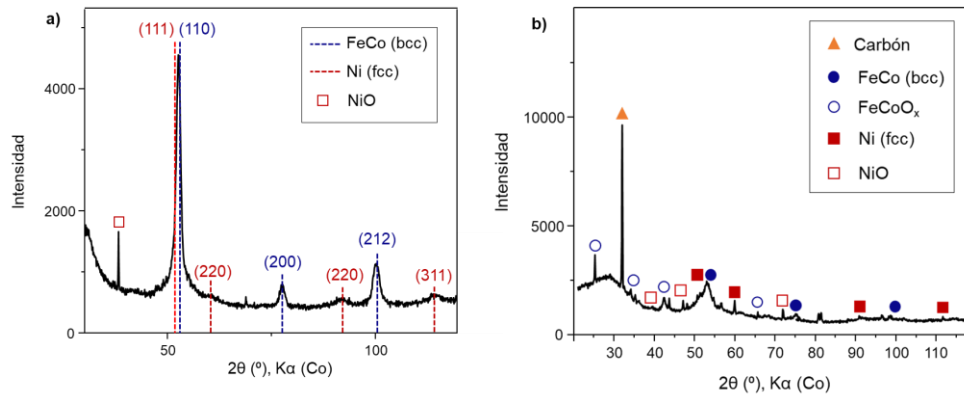 a)
(111) (110)
FeCo (bcc)
Ni (fcc)
NiO
Intensidad
4000
2000
0
(220)
(200)
(220)
(212)
(311)
50
100
2θ (º), Kα (Co)
b)
Carbón
FeCo (bcc)
FeCoOx
Ni (fcc)
NiO
Intensidad
10000
5000
0
30 40 50 60 70 80 90 100 110
2θ (º), Kα (Co)